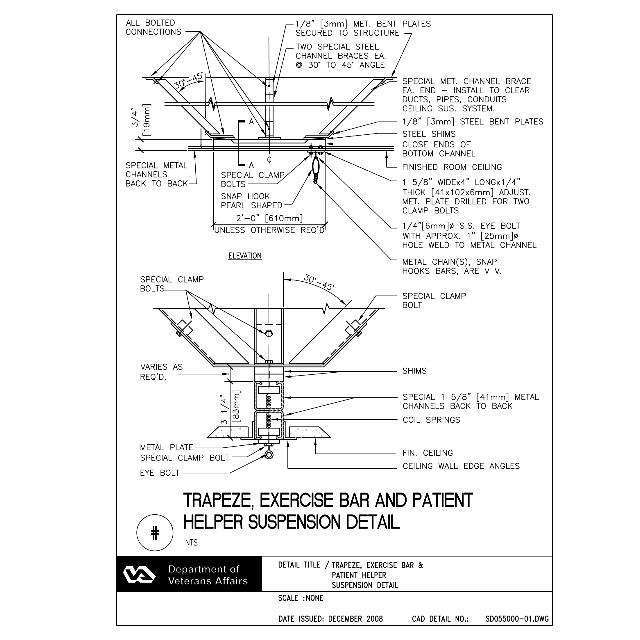 ALL BOLTED
CONNECTIONS
1/8" [3mm] MET. BENT PLATES
SECURED TO STRUCTURE
TWO SPECIAL STEEL
CHANNEL BRACES EA.
@ 30° TO 45° ANGLE
30°-45°
SPECIAL MET. CHANNEL BRACE
EA. END - INSTALL TO CLEAR
DUCTS, PIPES, CONDUITS
CEILING SUS. SYSTEM.
3/4"
[19mm]
A
1/8" [3mm] STEEL BENT PLATES
STEEL SHIMS
CLOSE ENDS OF
BOTTOM CHANNEL
A
℄
SPECIAL METAL
CHANNELS
BACK TO BACK
SPECIAL CLAMP
BOLTS
SNAP HOOK
PEARL SHAPED
FINISHED ROOM CEILING
1 5/8" WIDEx4" LONGx1/4"
THICK [41x102x6mm] ADJUST.
MET. PLATE DRILLED FOR TWO
CLAMP BOLTS
2'-0" [610mm]
UNLESS OTHERWISE REQ'D
1/4"[6mm]ø S.S. EYE BOLT
WITH APPROX. 1" [25mm]ø
HOLE WELD TO METAL CHANNEL
ELEVATION
METAL CHAIN(S), SNAP
HOOKS BARS, ARE V V.
SPECIAL CLAMP
BOLTS
30°-45°
SPECIAL CLAMP
BOLT
VARIES AS
REQ'D.
SHIMS
3 1/4"
[83mm]
SPECIAL 1 5/8" [41mm] METAL
CHANNELS BACK TO BACK
COIL SPRINGS
METAL PLATE
SPECIAL CLAMP BOLT
EYE BOLT
FIN. CEILING
CEILING WALL EDGE ANGLES
TRAPEZE, EXERCISE BAR AND PATIENT
HELPER SUSPENSION DETAIL
#
NTS
VA
Department of
Veterans Affairs
DETAIL TITLE / TRAPEZE, EXERCISE BAR &
PATIENT HELPER
SUSPENSION DETAIL
SCALE :NONE
DATE ISSUED: DECEMBER 2008 CAD DETAIL NO.: SD055000-01.DWG